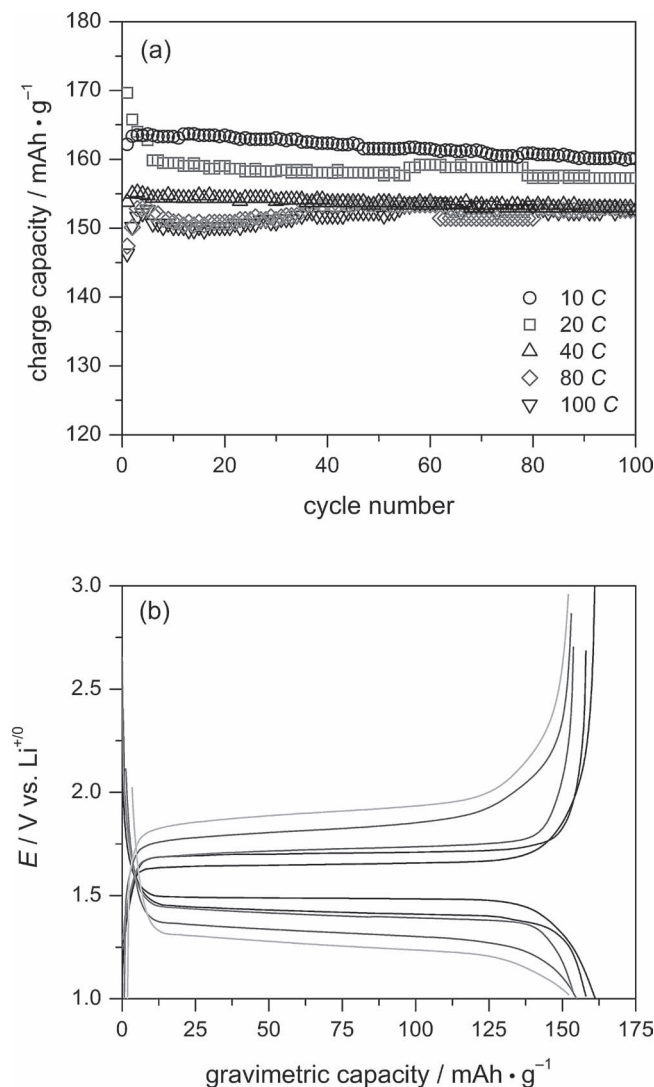 (a)
180
170
160
150
140
130
120
charge capacity / mAh • g⁻¹
10 C
20 C
40 C
80 C
100 C
0 20 40 60 80 100
cycle number
(b)
3.0
2.5
2.0
1.5
1.0
E / V vs. Li⁺ᐟ⁰
0 25 50 75 100 125 150 175
gravimetric capacity / mAh • g⁻¹